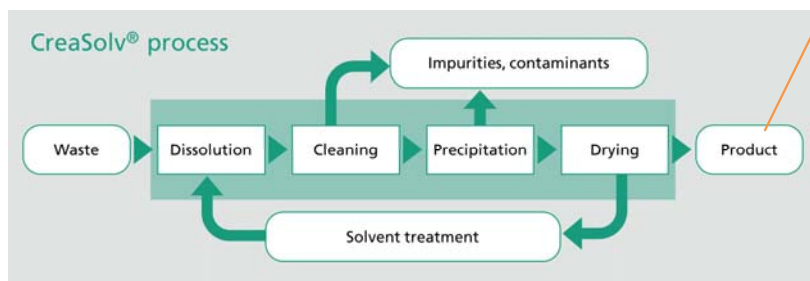 CreaSolv® process
Impurities, contaminants
Waste
Dissolution
Cleaning
Precipitation
Drying
Product
Solvent treatment